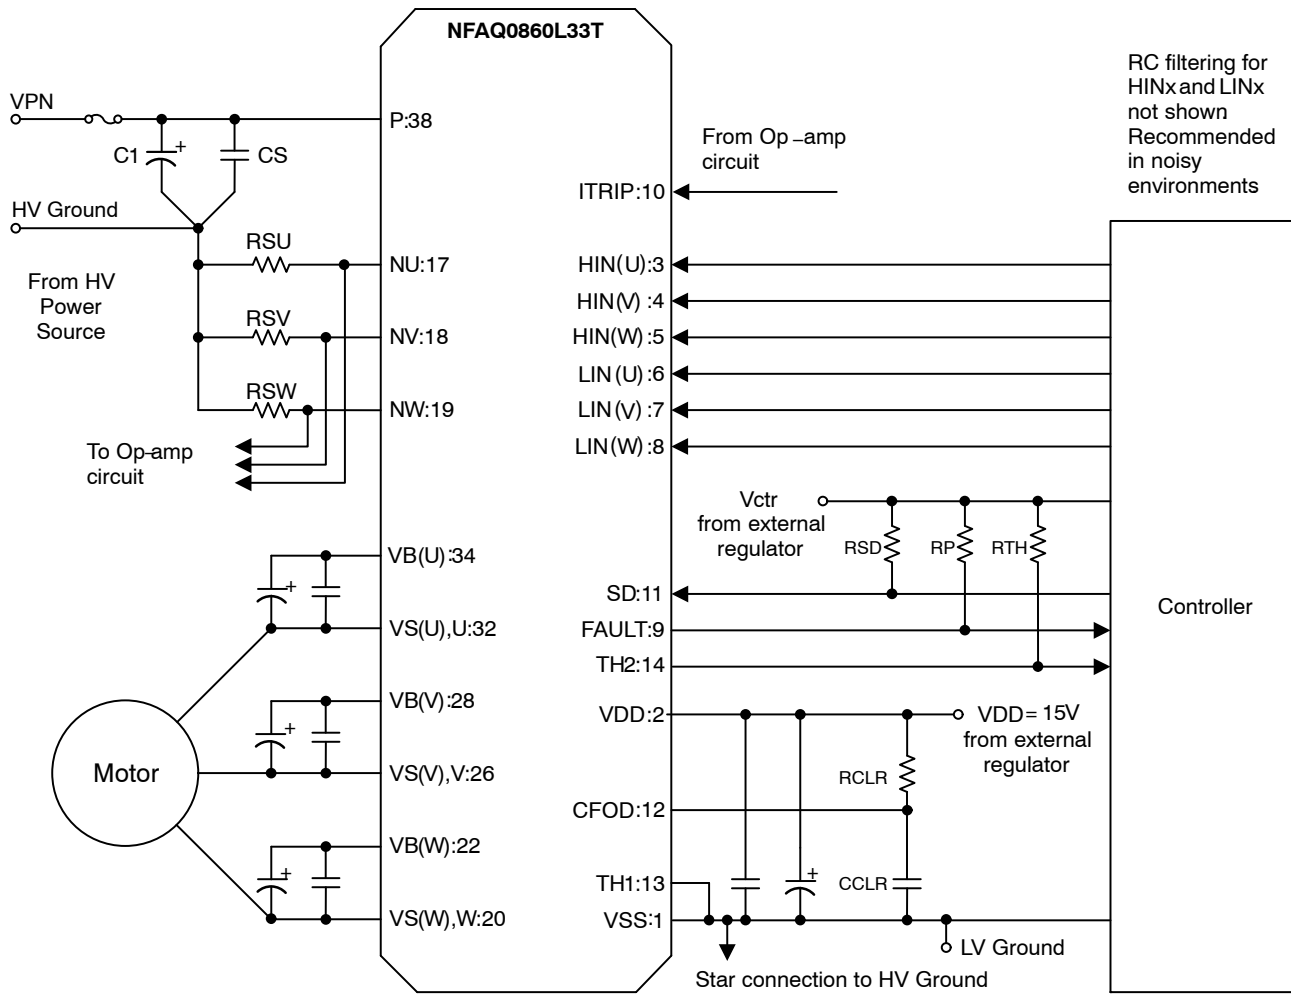 NFAQ0860L33T
RC filtering for
HINx and LINx
not shown
Recommended
in noisy
environments
VPN
P:38
C1
+
CS
From Op-amp
circuit
ITRIP:10
HV Ground
RSU
NU:17
HIN(U):3
From HV
Power
Source
HIN(V) :4
RSV
NV:18
HIN(W):5
LIN(U):6
RSW
NW:19
LIN(V):7
LIN(W):8
To Op-amp
circuit
Vctr
from external
regulator
RSD
RP
RTH
VB(U):34
+
SD:11
Controller
VS(U),U:32
FAULT:9
TH2:14
VB(V):28
+
VDD:2
VDD= 15V
from external
regulator
Motor
VS(V),V:26
RCLR
CFOD:12
VB(W):22
+
TH1:13
+
CCLR
VS(W),W:20
VSS:1
LV Ground
Star connection to HV Ground